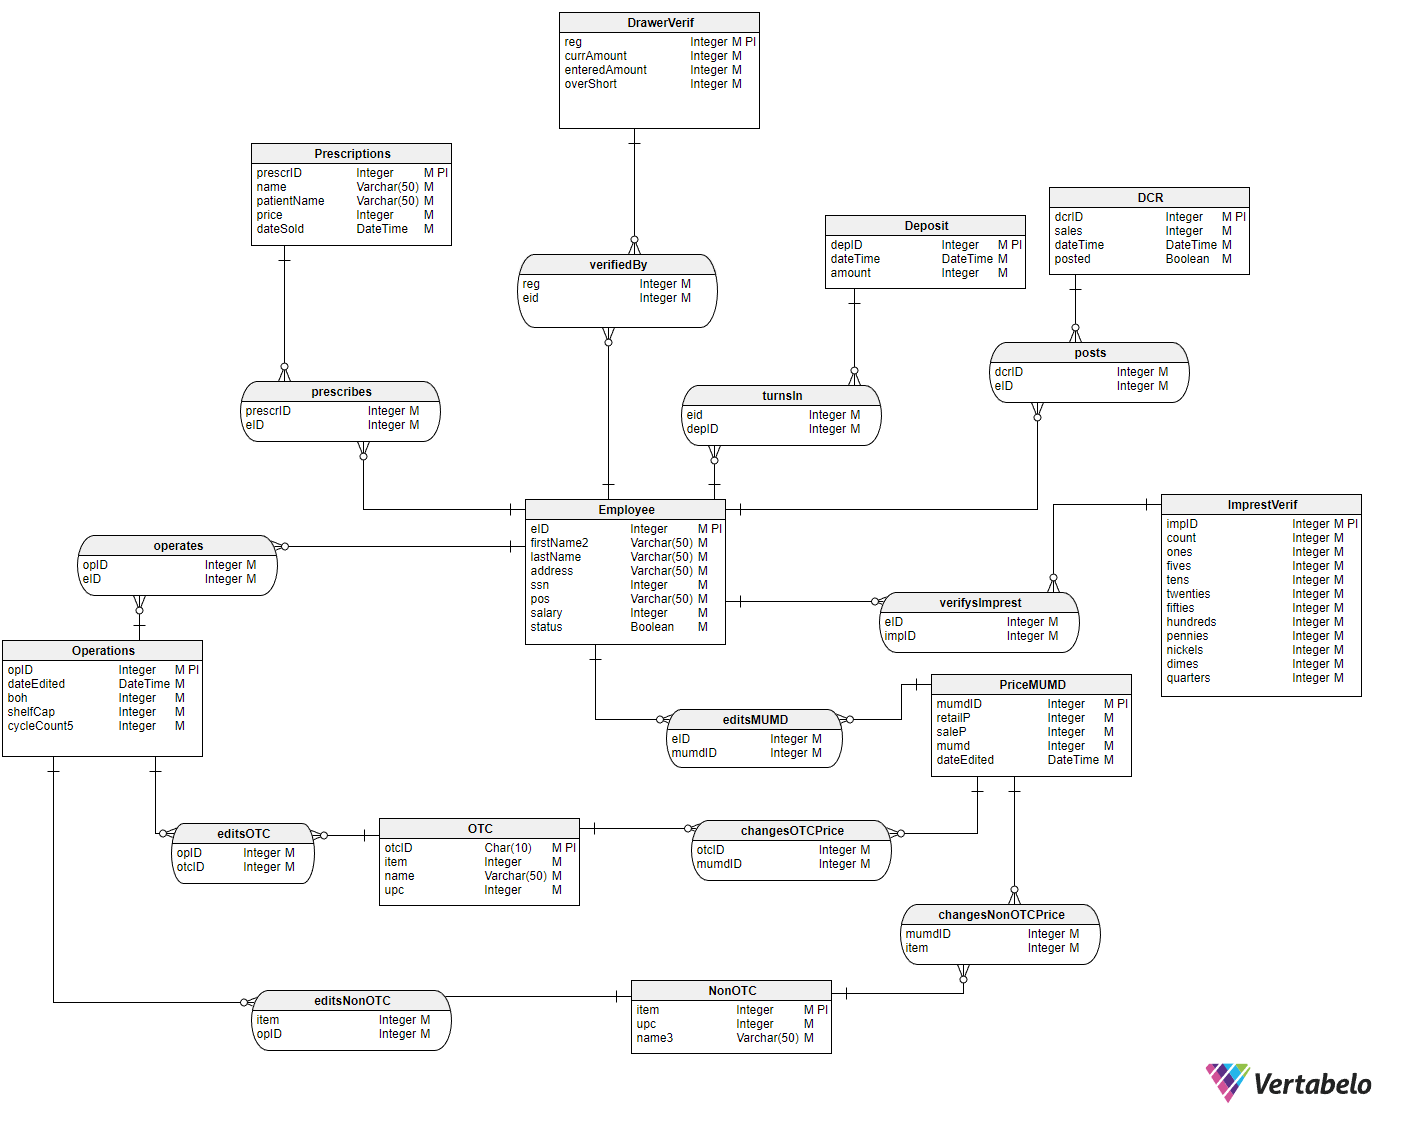 DrawerVerif
reg Integer M PI
currAmount Integer M
enteredAmount Integer M
overShort Integer M
Prescriptions
prescrID Integer M PI
name Varchar(50) M
patientName Varchar(50) M
price Integer M
dateSold DateTime M
DCR
dcrID Integer M PI
sales Integer M
dateTime DateTime M
posted Boolean M
Deposit
depID Integer M PI
dateTime DateTime M
amount Integer M
verifiedBy
reg Integer M
eid Integer M
posts
dcrID Integer M
eID Integer M
prescribes
prescrID Integer M
eID Integer M
turnsIn
eid Integer M
depID Integer M
Employee
eID Integer M PI
firstName2 Varchar(50) M
lastName Varchar(50) M
address Varchar(50) M
ssn Integer M
pos Varchar(50) M
salary Integer M
status Boolean M
ImprestVerif
impID Integer M PI
count Integer M
ones Integer M
fives Integer M
tens Integer M
twenties Integer M
fifties Integer M
hundreds Integer M
pennies Integer M
nickels Integer M
dimes Integer M
quarters Integer M
operates
opID Integer M
eID Integer M
verifysImprest
eID Integer M
impID Integer M
Operations
opID Integer M PI
dateEdited DateTime M
boh Integer M
shelfCap Integer M
cycleCount5 Integer M
PriceMUMD
mumdID Integer M PI
retailP Integer M
saleP Integer M
mumd Integer M
dateEdited DateTime M
editsMUMD
eID Integer M
mumdID Integer M
editsOTC
opID Integer M
otcID Integer M
OTC
otcID Char(10) M PI
item Integer M
name Varchar(50) M
upc Integer M
changesOTCPrice
otcID Integer M
mumdID Integer M
changesNonOTCPrice
mumdID Integer M
item Integer M
editsNonOTC
item Integer M
opID Integer M
NonOTC
item Integer M PI
upc Integer M
name3 Varchar(50) M
Vertabelo